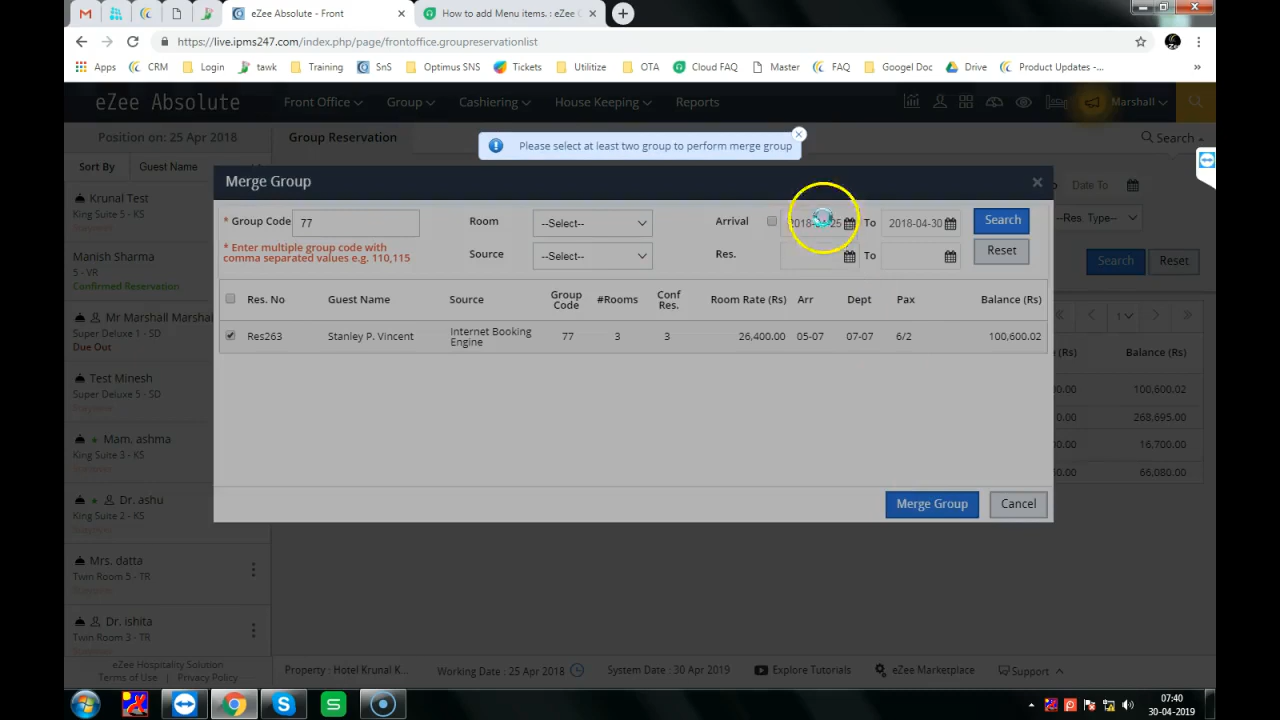 eZee Absolute - Front
How to add Menu items. : eZee C
https://live.ipms247.com/index.php/page/frontoffice.groupreservationlist
Apps CRM Login tawk Training SnS Optimus SNS Tickets Utilitize OTA Cloud FAQ Master FAQ Googel Doc Drive Product Updates -... »
eZee Absolute Front Office Group Cashiering House Keeping Reports Marshall
Position on: 25 Apr 2018 Group Reservation Search
Please select at least two group to perform merge group
Sort By Guest Name
Merge Group
Date To
Krunal Test
King Suite 5 - KS
* Group Code 77 Room --Select-- Arrival To 2018-04-30 Search
--Res. Type--
* Enter multiple group code with
comma separated values e.g. 110,115
Source --Select-- Res. To Reset
Manish Sharma
5 - VR
Confirmed Reservation
Search Reset
Res. No Guest Name Source Group Code #Rooms Conf Res. Room Rate (Rs) Arr Dept Pax Balance (Rs)
Res263 Stanley P. Vincent Internet Booking Engine 77 3 3 26,400.00 05-07 07-07 6/2 100,600.02
Mr Marshall Marsha
Super Deluxe 1 - SD
Due Out
1
(Rs) Balance (Rs)
Test Minesh
Super Deluxe 5 - SD
00.00 100,600.02
0.00 268,695.00
00.00 16,700.00
50.00 66,080.00
Mam. ashma
King Suite 3 - KS
Dr. ashu
King Suite 2 - KS
Merge Group Cancel
Mrs. datta
Twin Room 5 - TR
Dr. ishita
Twin Room 3 - TR
eZee Hospitality Solution
Terms of Use | Privacy Policy
Property : Hotel Krunal K... Working Date : 25 Apr 2018 System Date : 30 Apr 2019 Explore Tutorials eZee Marketplace Support
07:40
30-04-2019